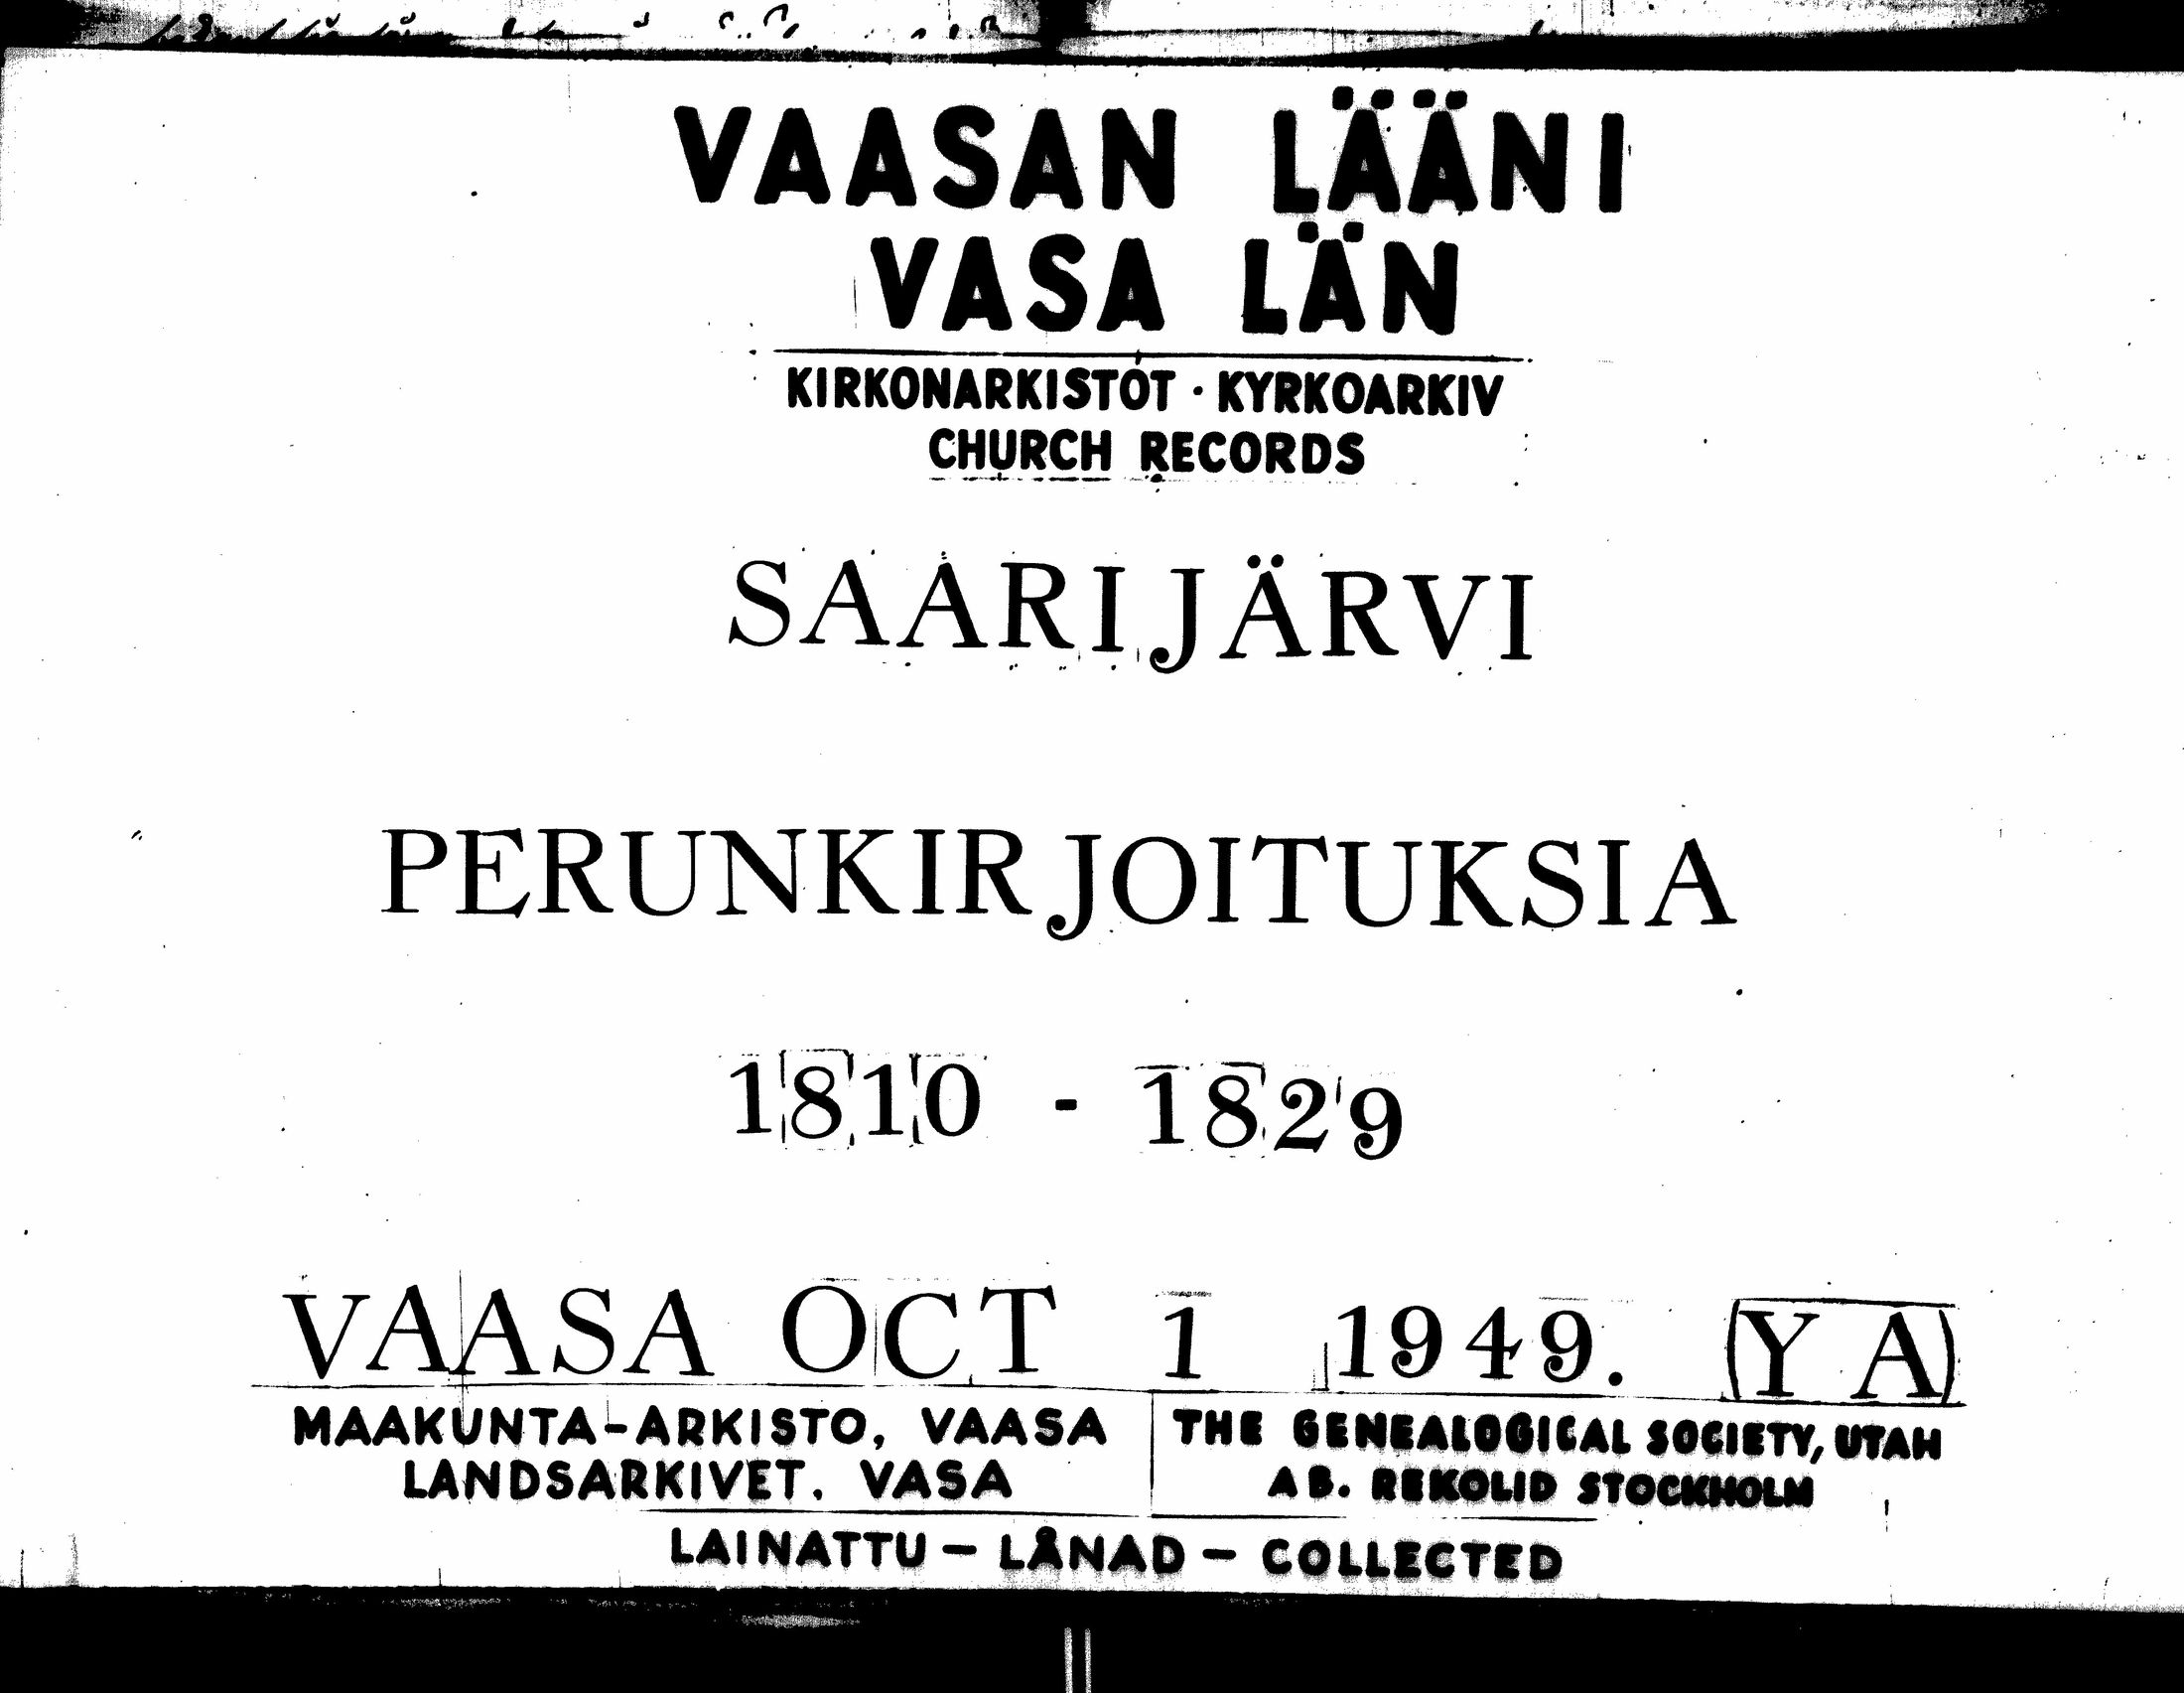 VAASAN LÄÄNI
VASA LÄN
KIRKONARKISTOT · KYRKOARKIV
CHURCH RECORDS
SAARIJÄRVI
PERUNKIRJOITUKSIA
1810 - 1829
VAASA OCT 1 1949. (Y A)
MAAKUNTA-ARKISTO, VAASA
LANDSARKIVET. VASA
THE GENEALOGICAL SOCIETY, UTAH
AB. REKOLID STOCKHOLM
LAINATTU — LÅNAD — COLLECTED